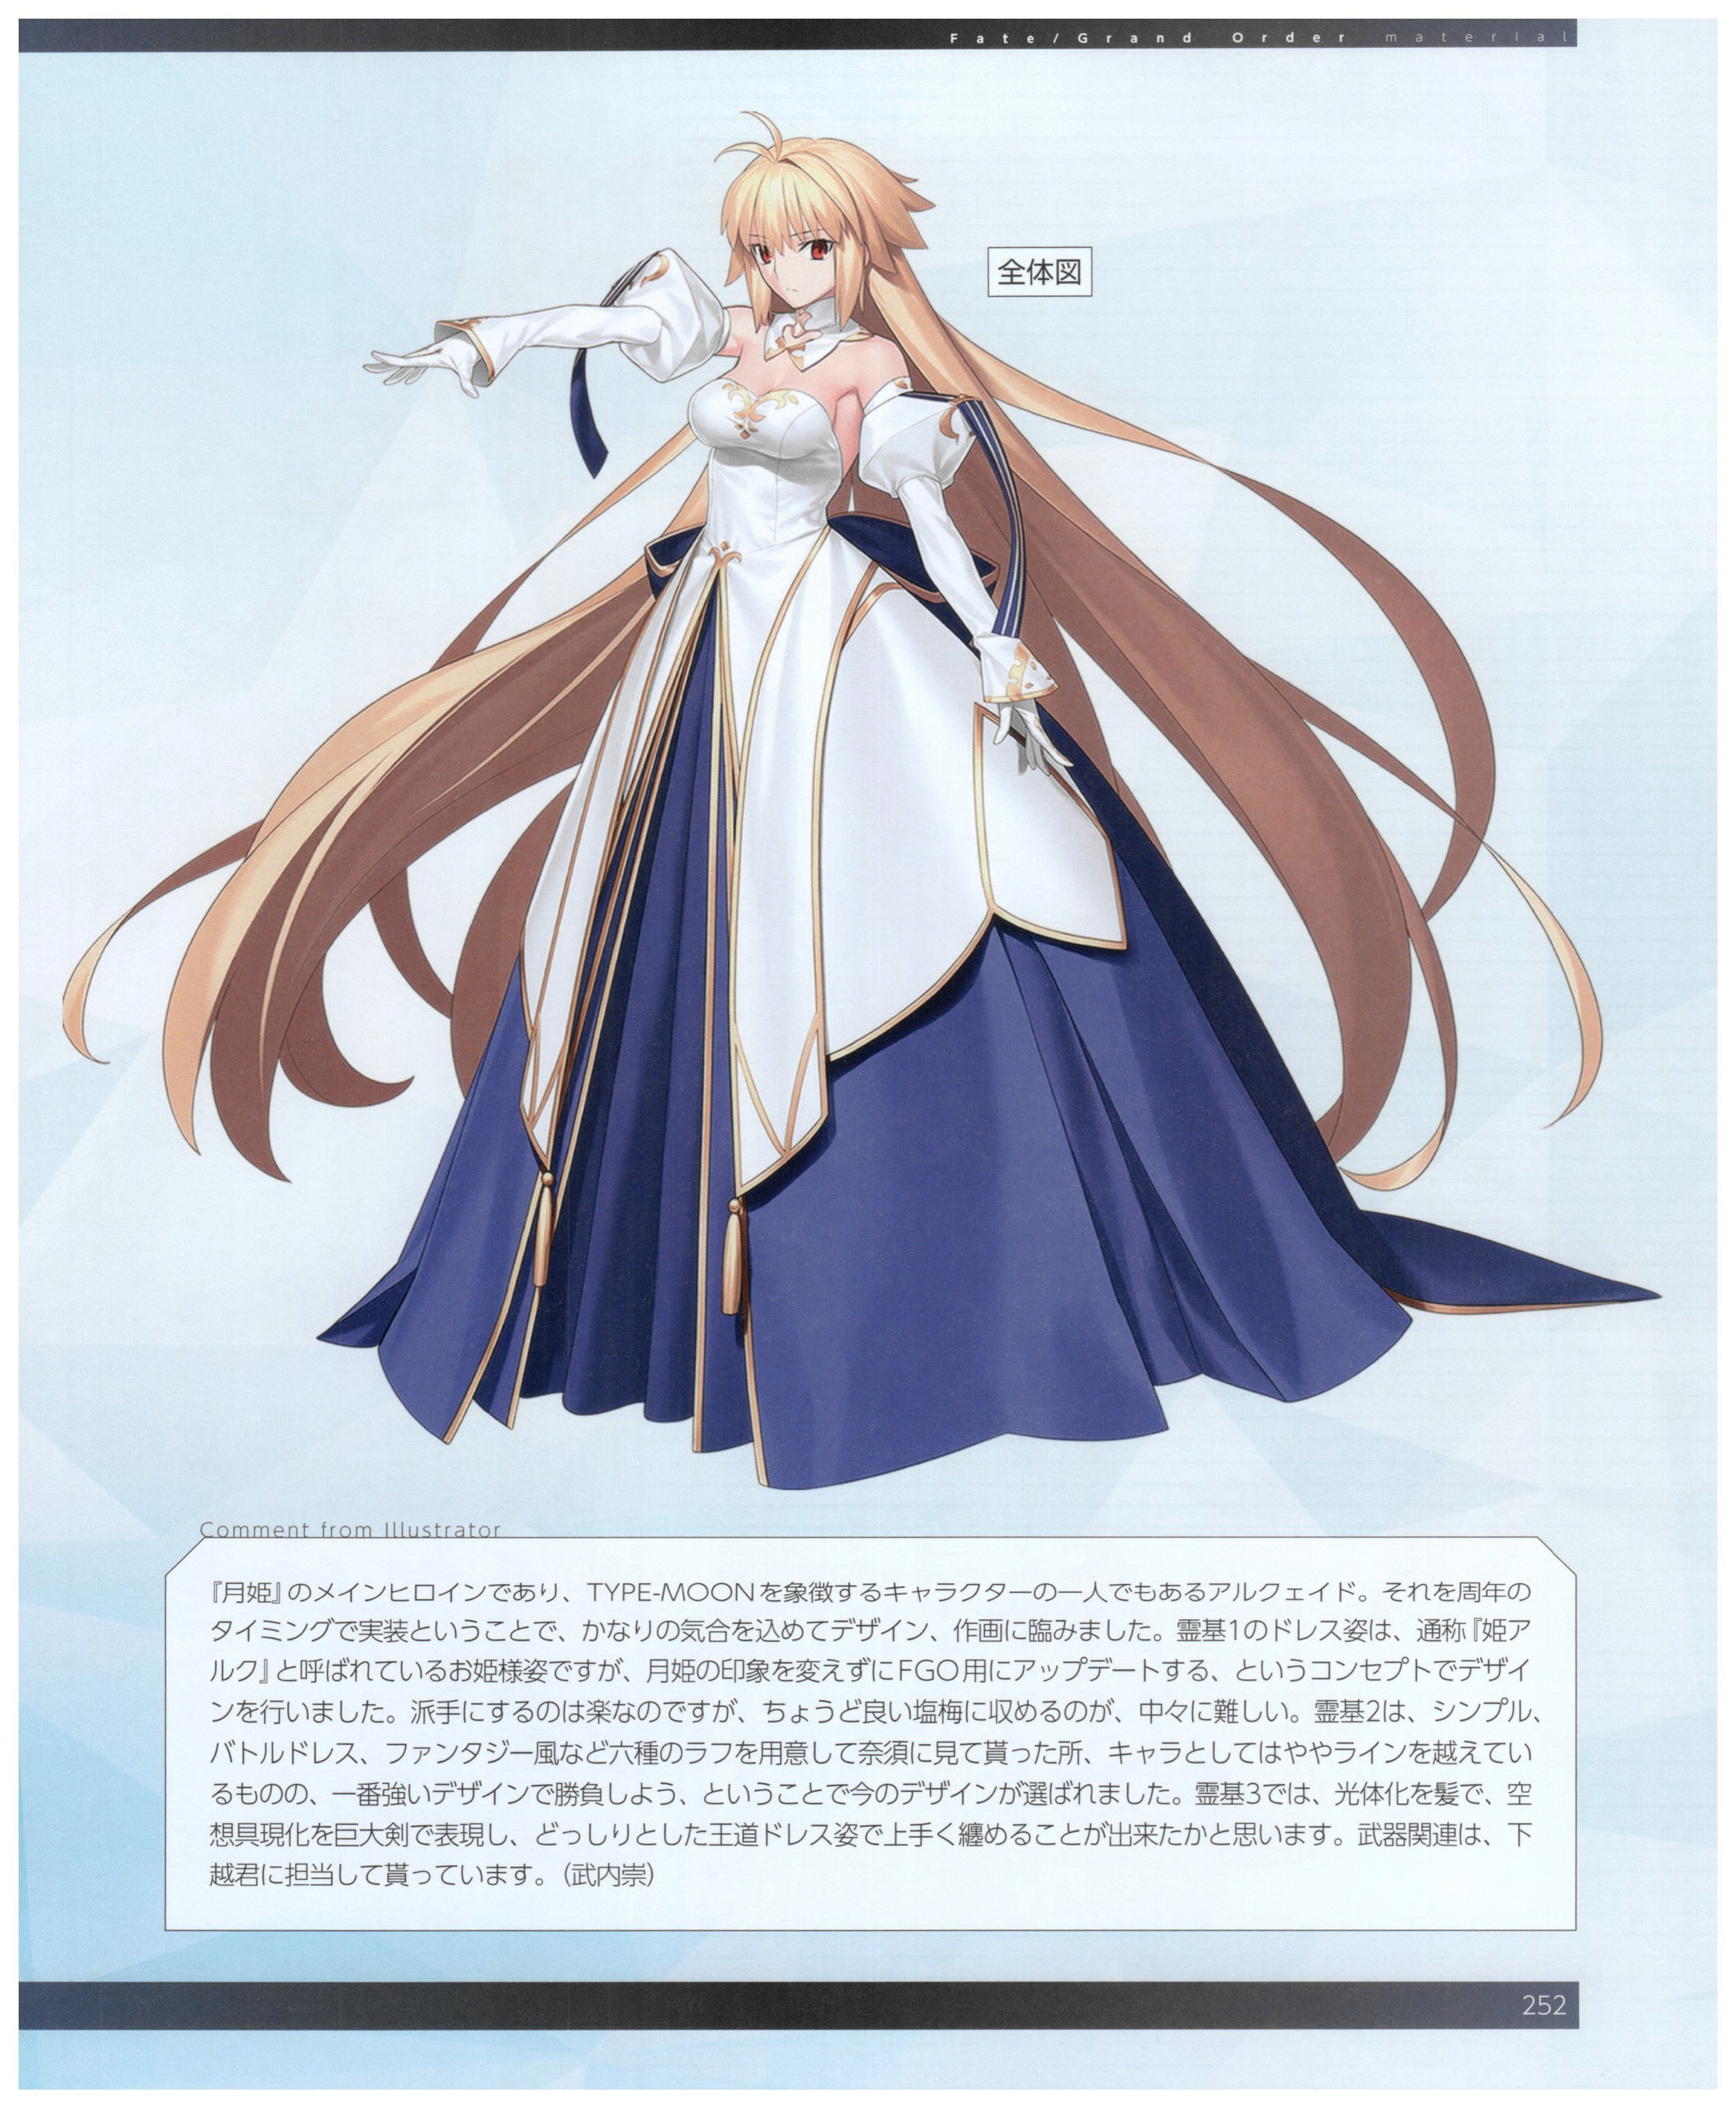 Fate/Grand Order material
全体図
Comment from Illustrator
『月姫』のメインヒロインであり、TYPE-MOONを象徴するキャラクターの一人でもあるアルクェイド。それを周年の
タイミングで実装ということで、かなりの気合を込めてデザイン、作画に臨みました。霊基1のドレス姿は、通称『姫ア
ルク』と呼ばれているお姫様姿ですが、月姫の印象を変えずにFGO用にアップデートする、というコンセプトでデザイ
ンを行いました。派手にするのは楽なのですが、ちょうど良い塩梅に収めるのが、中々に難しい。霊基2は、シンプル、
バトルドレス、ファンタジー風など六種のラフを用意して奈須に見て貰った所、キャラとしてはややラインを越えてい
るものの、一番強いデザインで勝負しよう、ということで今のデザインが選ばれました。霊基3では、光体化を髪で、空
想具現化を巨大剣で表現し、どっしりとした王道ドレス姿で上手く纏めることが出来たかと思います。武器関連は、下
越君に担当して貰っています。（武内崇）
252